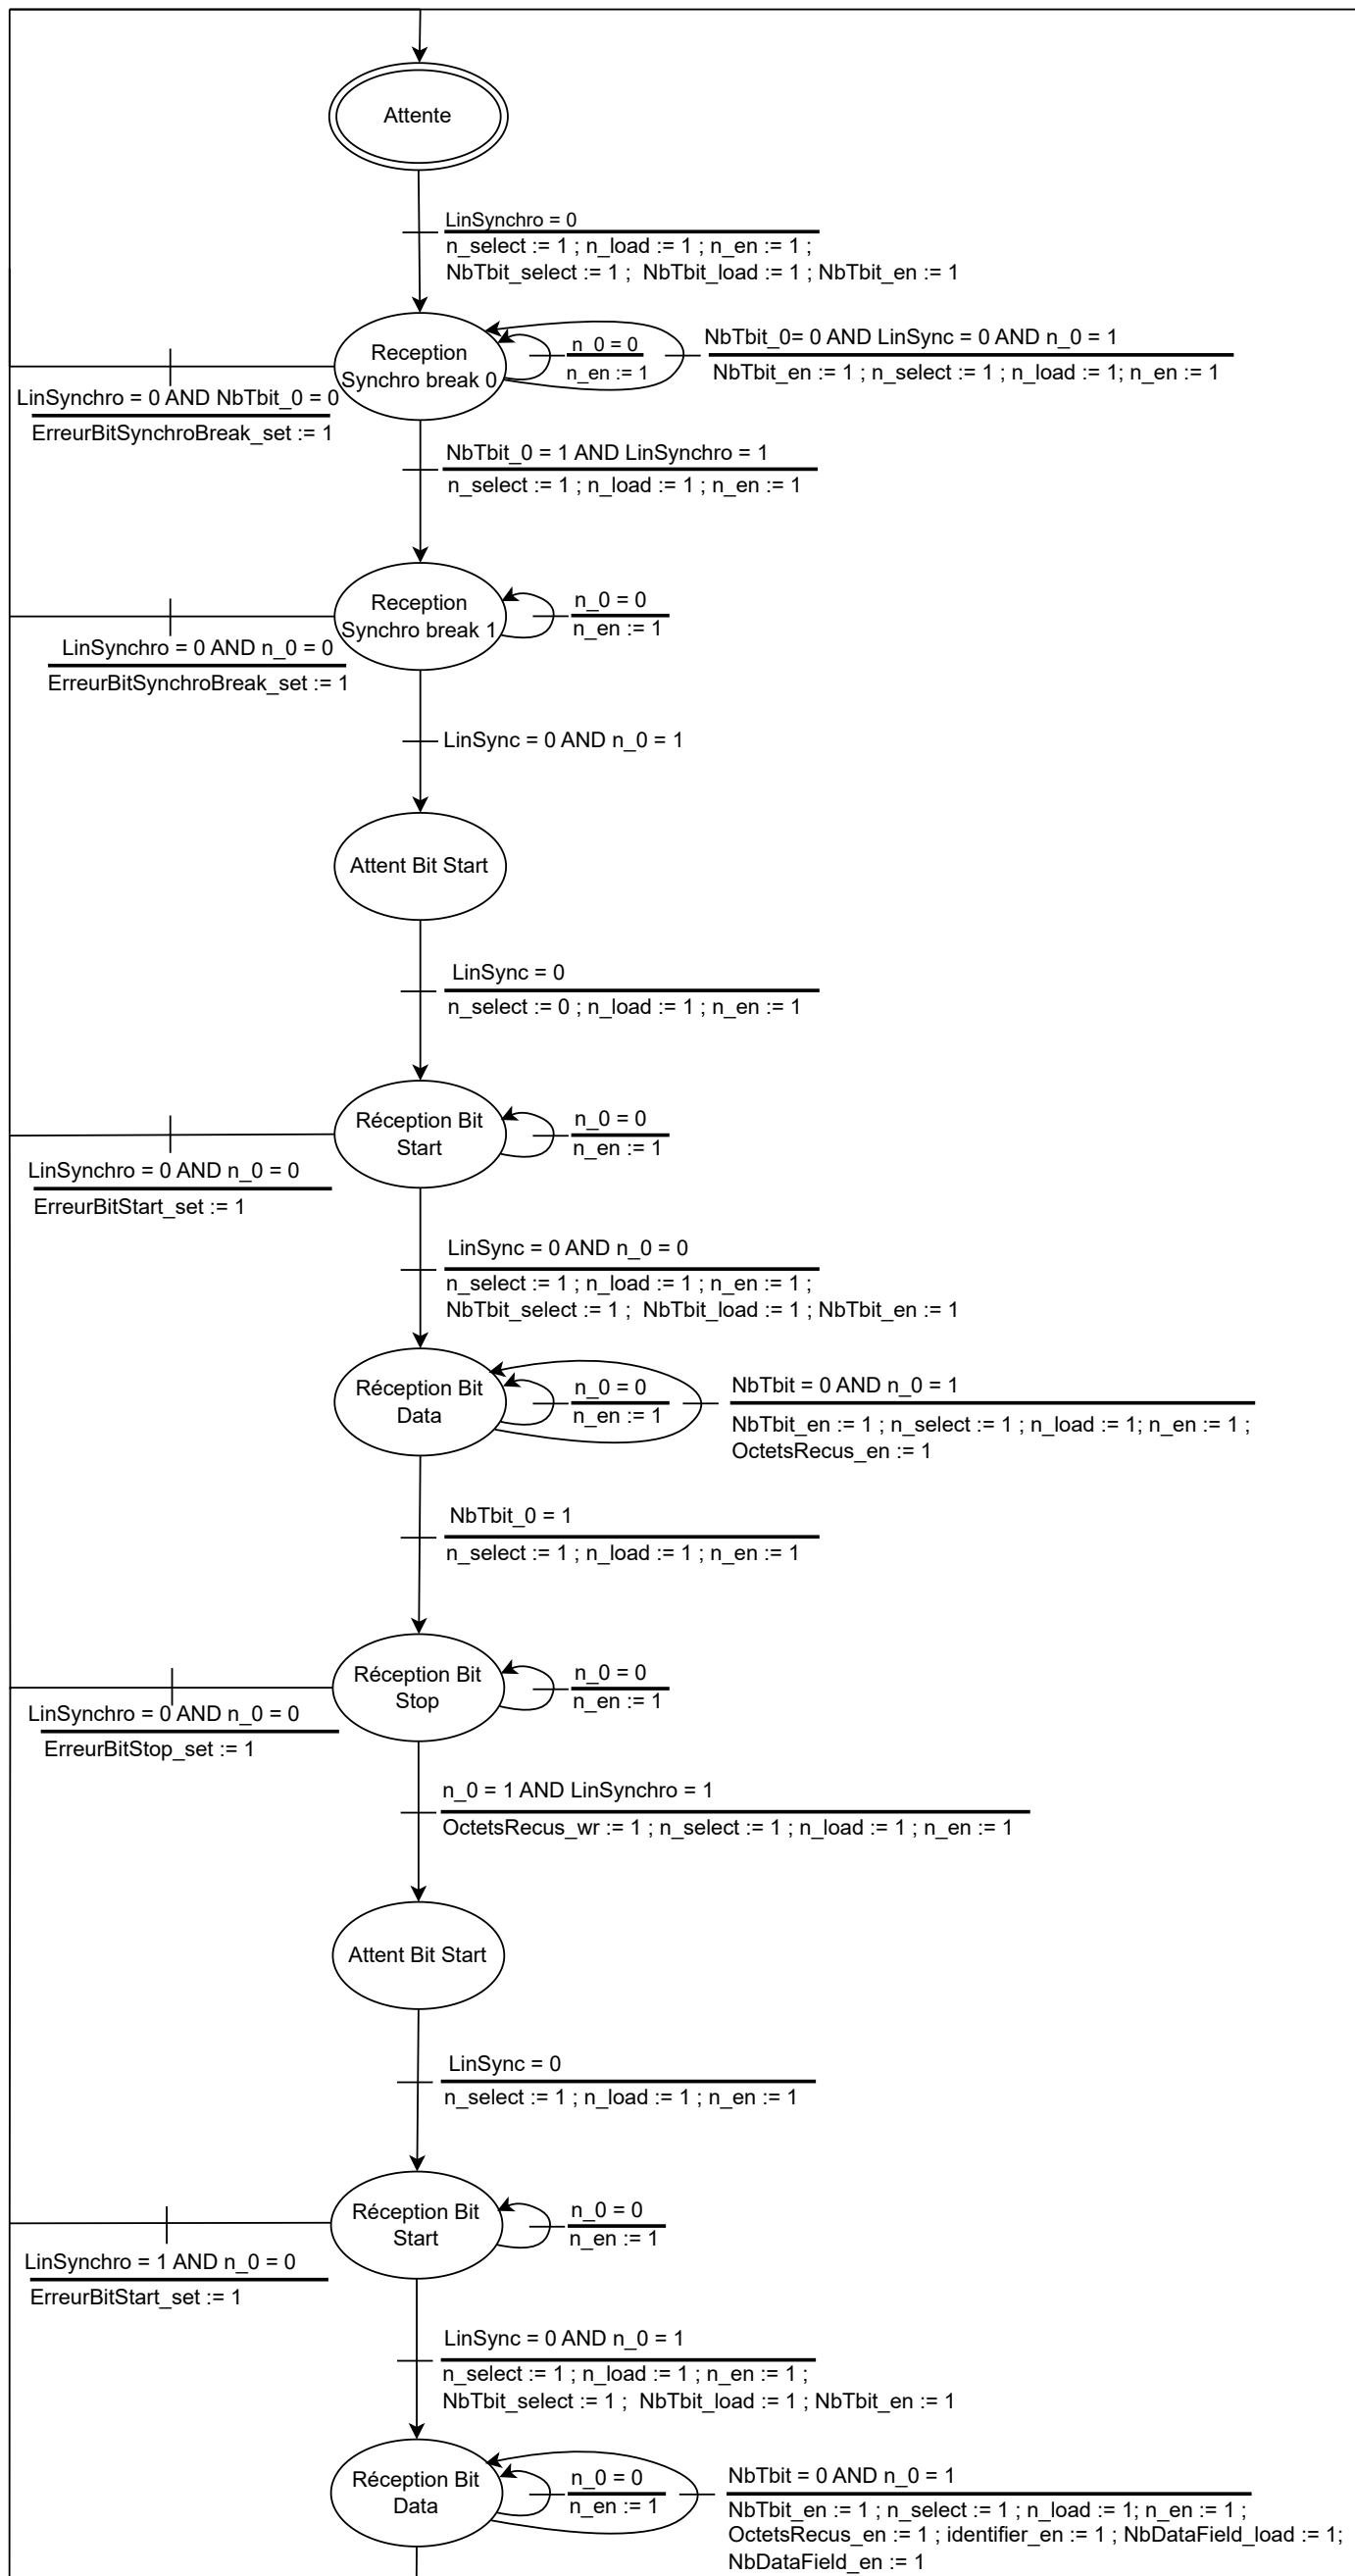 Attente
LinSynchro = 0
n_select := 1 ; n_load := 1 ; n_en := 1 ;
NbTbit_select := 1 ;  NbTbit_load := 1 ; NbTbit_en := 1
Reception
Synchro break 0
n_0 = 0
n_en := 1
NbTbit_0= 0 AND LinSync = 0 AND n_0 = 1
NbTbit_en := 1 ; n_select := 1 ; n_load := 1; n_en := 1
LinSynchro = 0 AND NbTbit_0 = 0
ErreurBitSynchroBreak_set := 1
NbTbit_0 = 1 AND LinSynchro = 1
n_select := 1 ; n_load := 1 ; n_en := 1
Reception
Synchro break 1
n_0 = 0
n_en := 1
LinSynchro = 0 AND n_0 = 0
ErreurBitSynchroBreak_set := 1
LinSync = 0 AND n_0 = 1
Attent Bit Start
LinSync = 0
n_select := 0 ; n_load := 1 ; n_en := 1
Réception Bit
Start
n_0 = 0
n_en := 1
LinSynchro = 0 AND n_0 = 0
ErreurBitStart_set := 1
LinSync = 0 AND n_0 = 0
n_select := 1 ; n_load := 1 ; n_en := 1 ;
NbTbit_select := 1 ;  NbTbit_load := 1 ; NbTbit_en := 1
Réception Bit
Data
n_0 = 0
n_en := 1
NbTbit = 0 AND n_0 = 1
NbTbit_en := 1 ; n_select := 1 ; n_load := 1; n_en := 1 ;
OctetsRecus_en := 1
NbTbit_0 = 1
n_select := 1 ; n_load := 1 ; n_en := 1
Réception Bit
Stop
n_0 = 0
n_en := 1
LinSynchro = 0 AND n_0 = 0
ErreurBitStop_set := 1
n_0 = 1 AND LinSynchro = 1
OctetsRecus_wr := 1 ; n_select := 1 ; n_load := 1 ; n_en := 1
Attent Bit Start
LinSync = 0
n_select := 1 ; n_load := 1 ; n_en := 1
Réception Bit
Start
n_0 = 0
n_en := 1
LinSynchro = 1 AND n_0 = 0
ErreurBitStart_set := 1
LinSync = 0 AND n_0 = 1
n_select := 1 ; n_load := 1 ; n_en := 1 ;
NbTbit_select := 1 ;  NbTbit_load := 1 ; NbTbit_en := 1
Réception Bit
Data
n_0 = 0
n_en := 1
NbTbit = 0 AND n_0 = 1
NbTbit_en := 1 ; n_select := 1 ; n_load := 1; n_en := 1 ;
OctetsRecus_en := 1 ; identifier_en := 1 ; NbDataField_load := 1;
NbDataField_en := 1